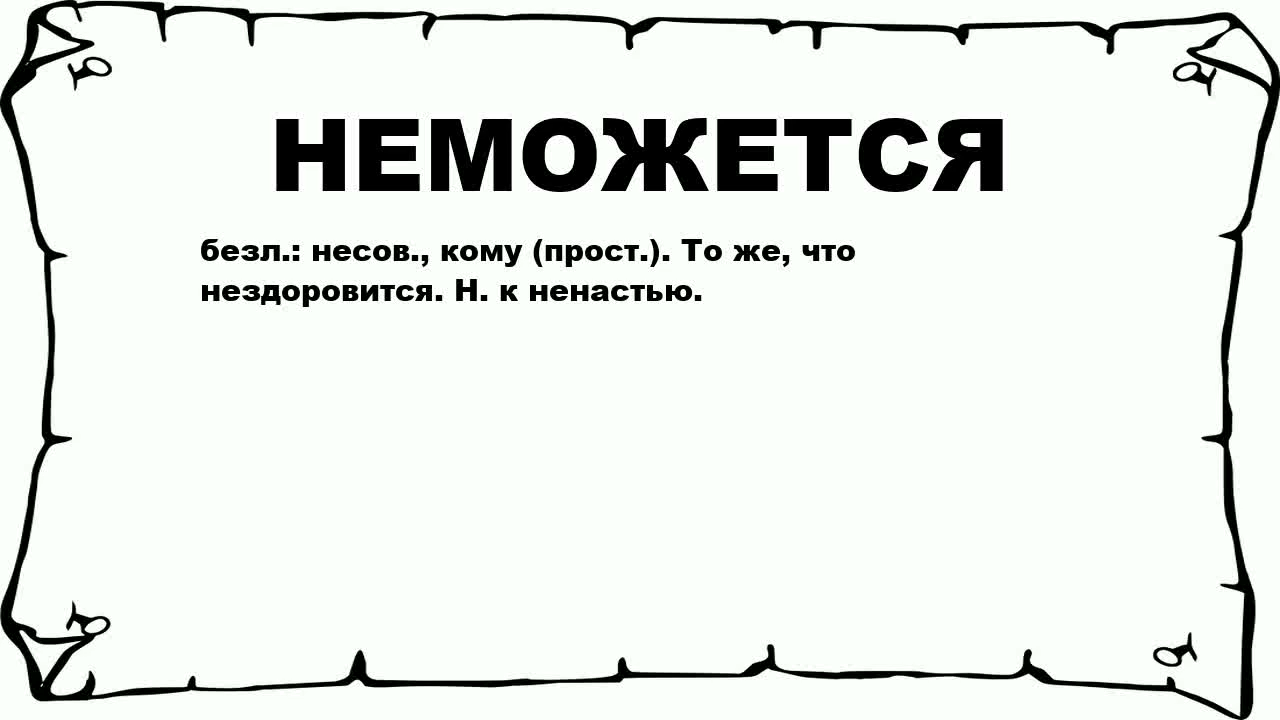 НЕМОЖЕТСЯ
безл.: несов., кому (прост.). То же, что
нездоровится. Н. к ненастью.